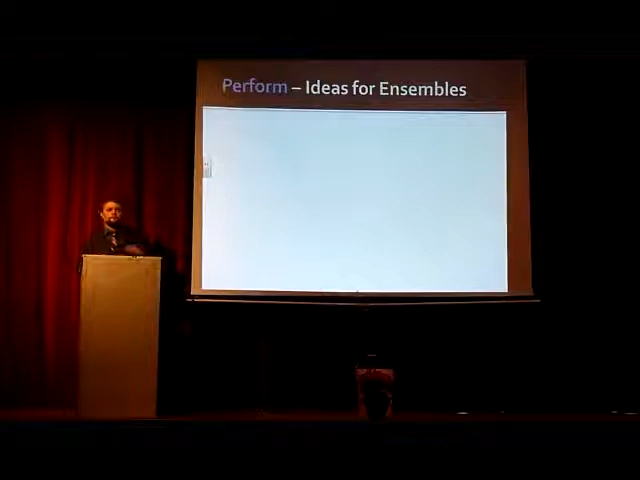 Perform – Ideas for Ensembles